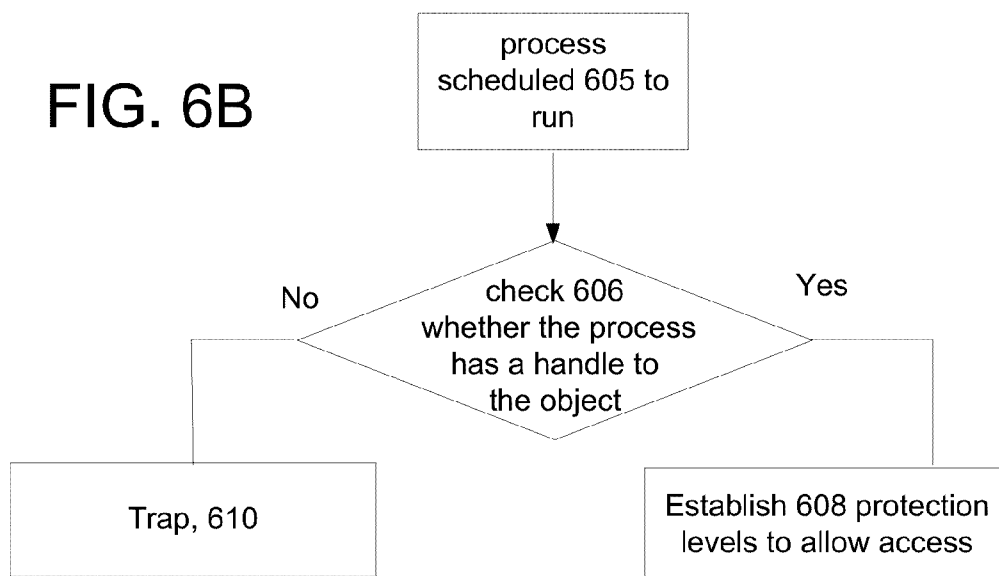 FIG. 6B
process
scheduled 605 to
run
No
Yes
check 606
whether the process
has a handle to
the object
Trap, 610
Establish 608 protection
levels to allow access